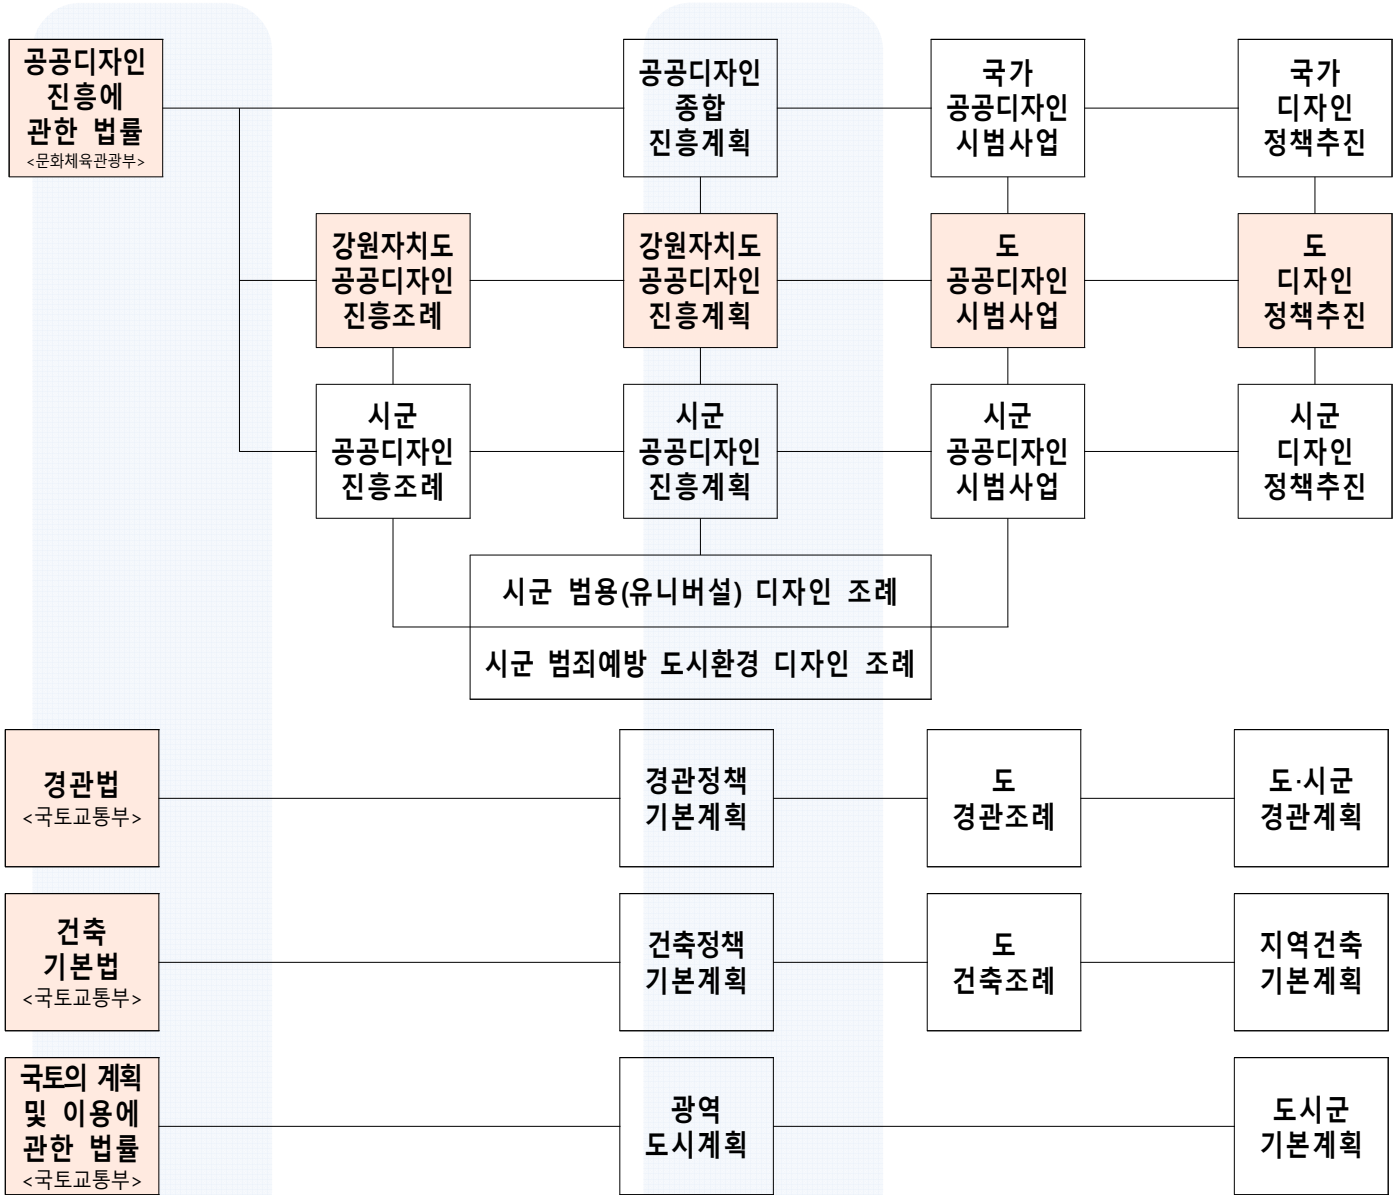 공공디자인
진흥에
관한 법률
<문화체육관광부>
공공디자인
종합
진흥계획
국가
공공디자인
시범사업
국가
디자인
정책추진
강원자치도
공공디자인
진흥조례
강원자치도
공공디자인
진흥계획
도
공공디자인
시범사업
도
디자인
정책추진
시군
공공디자인
진흥조례
시군
공공디자인
진흥계획
시군
공공디자인
시범사업
시군
디자인
정책추진
시군 범용(유니버설) 디자인 조례
시군 범죄예방 도시환경 디자인 조례
경관법
<국토교통부>
경관정책
기본계획
도
경관조례
도·시군
경관계획
건축
기본법
<국토교통부>
건축정책
기본계획
도
건축조례
지역건축
기본계획
국토의 계획
및 이용에
관한 법률
<국토교통부>
광역
도시계획
도시군
기본계획